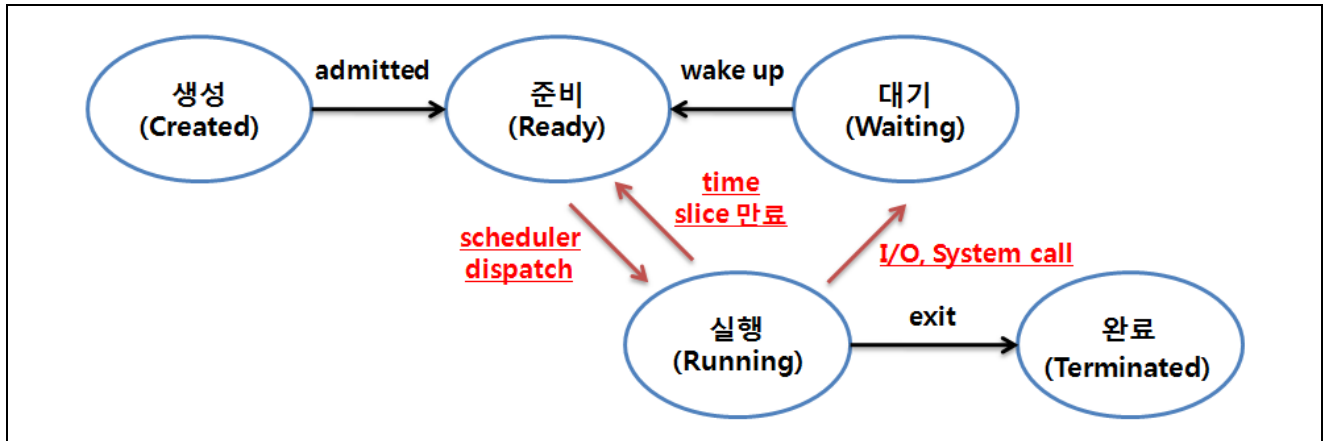 생성
(Created)
admitted
준비
(Ready)
wake up
대기
(Waiting)
scheduler
dispatch
time
slice 만료
I/O, System call
실행
(Running)
exit
완료
(Terminated)